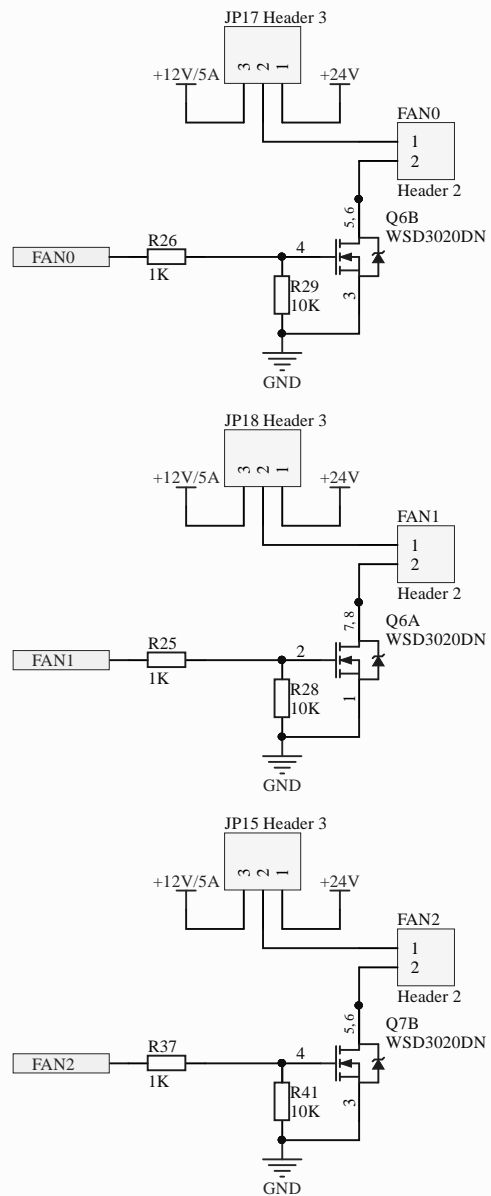 JP17 Header 3
+12V/5A
3 2 1
+24V
FAN0
1
2
Header 2
5, 6
Q6B
WSD3020DN
FAN0
R26
1K
4
R29
10K
3
GND
JP18 Header 3
+12V/5A
3 2 1
+24V
FAN1
1
2
Header 2
7, 8
Q6A
WSD3020DN
FAN1
R25
1K
2
R28
10K
1
GND
JP15 Header 3
+12V/5A
3 2 1
+24V
FAN2
1
2
Header 2
5, 6
Q7B
WSD3020DN
FAN2
R37
1K
4
R41
10K
3
GND